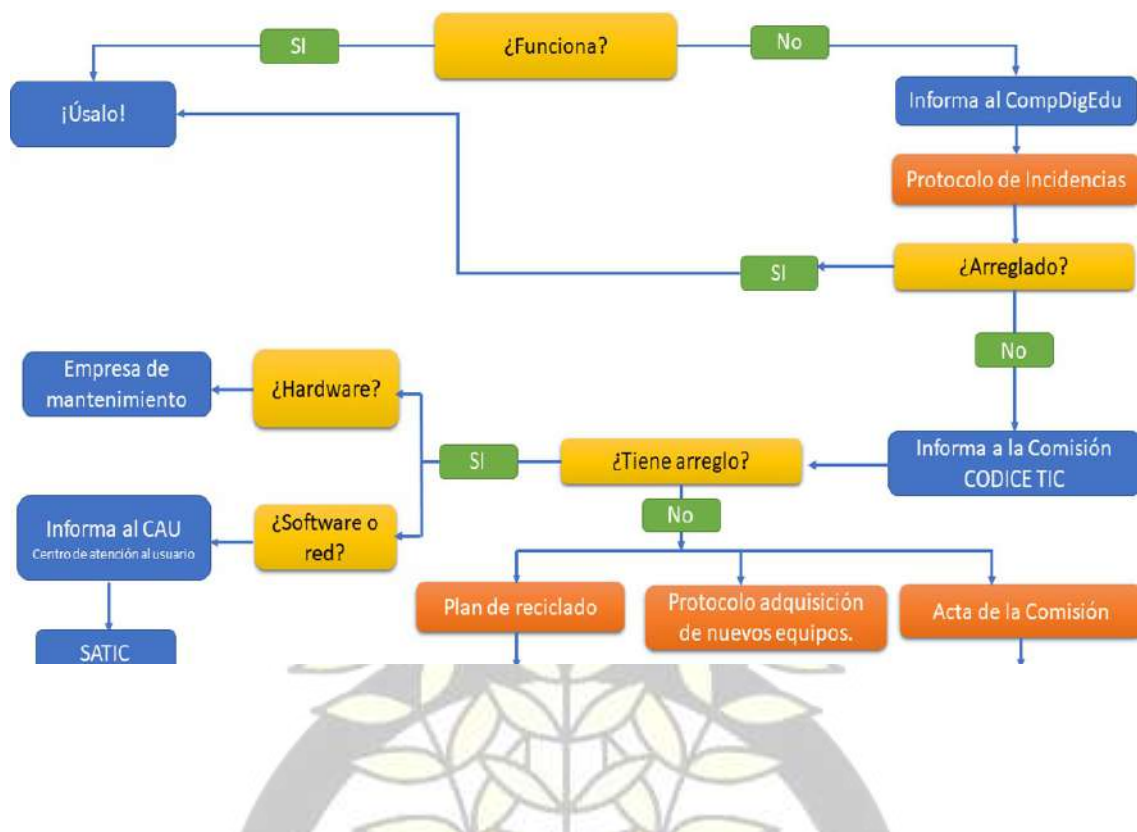 SI
¿Funciona?
No
¡Úsalo!
Informa al CompDigEdu
Protocolo de Incidencias
¿Arreglado?
SI
No
Empresa de
mantenimiento
¿Hardware?
SI
¿Tiene arreglo?
Informa a la Comisión
CODICE TIC
No
Informa al CAU
Centro de atención al usuario
¿Software o
red?
Plan de reciclado
Protocolo adquisición
de nuevos equipos.
Acta de la Comisión
SATIC